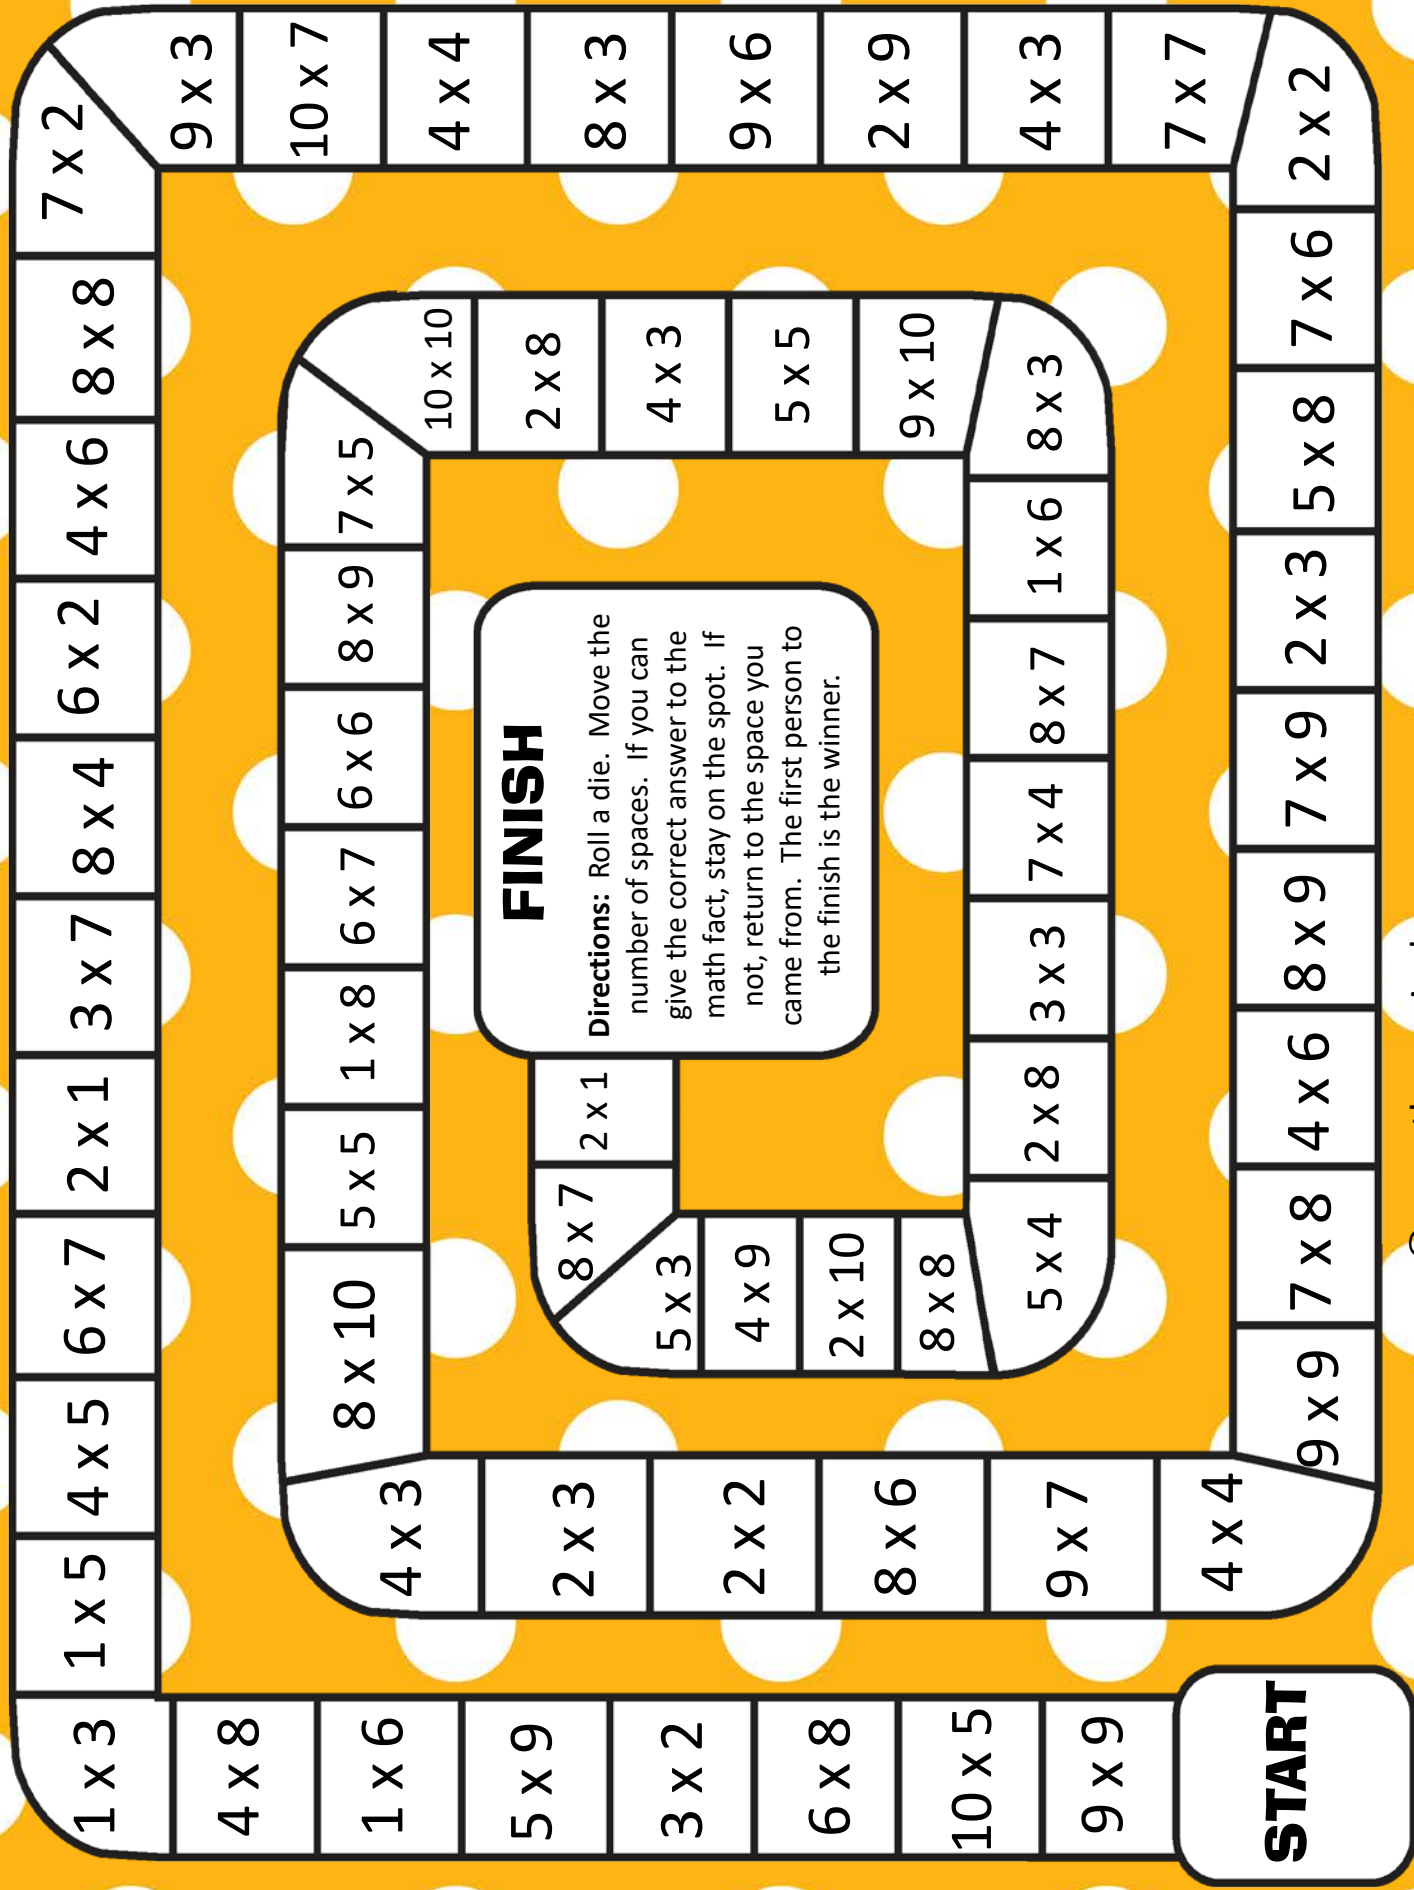 START
9 x 9
10 x 5
6 x 8
3 x 2
5 x 9
1 x 6
4 x 8
1 x 3
1 x 5
4 x 5
6 x 7
2 x 1
3 x 7
8 x 4
6 x 2
4 x 6
8 x 8
7 x 2
9 x 3
10 x 7
4 x 4
8 x 3
9 x 6
2 x 9
4 x 3
7 x 7
2 x 2
7 x 6
5 x 8
2 x 3
7 x 9
8 x 9
4 x 6
7 x 8
9 x 9
4 x 4
9 x 7
8 x 6
2 x 2
2 x 3
4 x 3
8 x 10
5 x 5
1 x 8
6 x 7
6 x 6
8 x 9
7 x 5
10 x 10
2 x 8
4 x 3
5 x 5
9 x 10
8 x 3
1 x 6
8 x 7
7 x 4
3 x 3
2 x 8
5 x 4
8 x 8
2 x 10
4 x 9
5 x 3
8 x 7
2 x 1
FINISH
Directions: Roll a die. Move the
number of spaces. If you can
give the correct answer to the
math fact, stay on the spot. If
not, return to the space you
came from. The first person to
the finish is the winner.